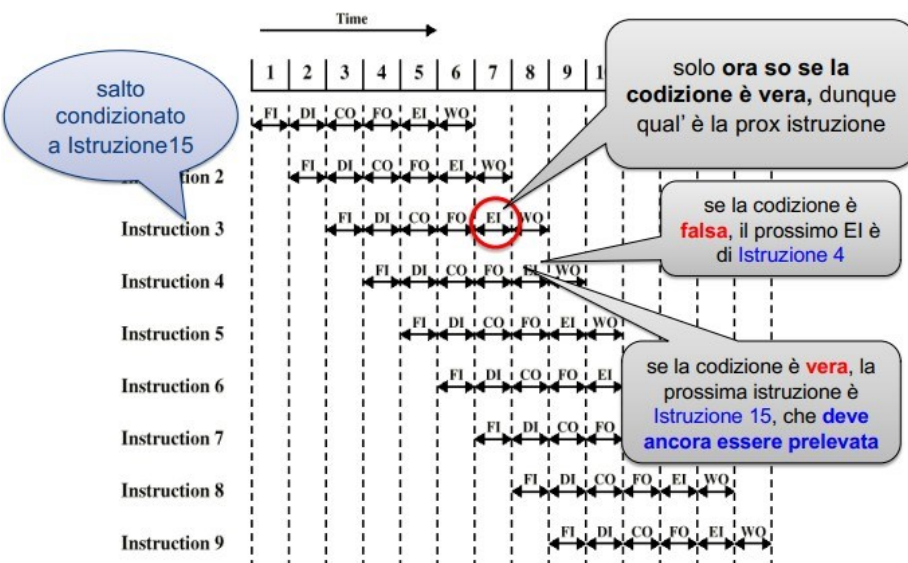 Time
1 2 3 4 5 6 7 8 9
salto
condizionato
a Istruzione15
solo ora so se la
codizione è vera, dunque
qual' è la prox istruzione
FI DI CO FO EI WO
ction 2
FI DI CO FO EI WO
Instruction 3
FI DI CO FO EI WO
se la codizione è
falsa, il prossimo EI è
di Istruzione 4
Instruction 4
FI DI CO FO EI WO
Instruction 5
FI DI CO FO EI WO
se la codizione è vera, la
prossima istruzione è
Istruzione 15, che deve
ancora essere prelevata
Instruction 6
FI DI CO FO EI
Instruction 7
FI DI CO FO
Instruction 8
FI DI CO FO EI WO
Instruction 9
FI DI CO FO EI WO